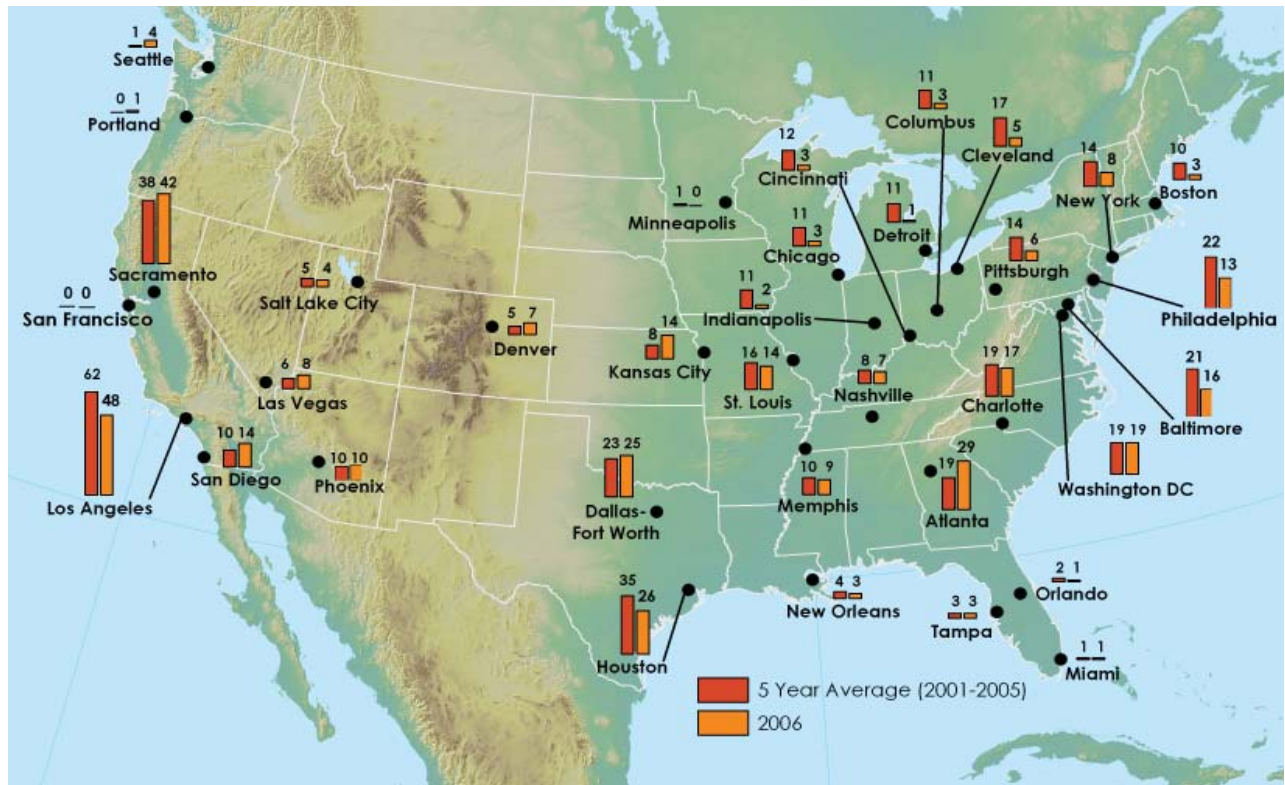 1 4
Seattle
0 1
Portland
38 42
Sacramento
0 0
San Francisco
62
48
Los Angeles
10 14
San Diego
6 8
Las Vegas
5 4
Salt Lake City
10 10
Phoenix
5 7
Denver
1 0
Minneapolis
8 14
Kansas City
16 14
St. Louis
23 25
Dallas-
Fort Worth
35
26
Houston
12
3
Cincinnati
11
3
Chicago
11
2
Indianapolis
11
1
Detroit
11
3
Columbus
17
5
Cleveland
14
8
New York
10
3
Boston
14
6
Pittsburgh
22
13
Philadelphia
21
16
Baltimore
19 19
Washington DC
19 17
Charlotte
8 7
Nashville
10 9
Memphis
29
19
Atlanta
4 3
New Orleans
3 3
Tampa
2 1
Orlando
1 1
Miami
5 Year Average (2001-2005)
2006